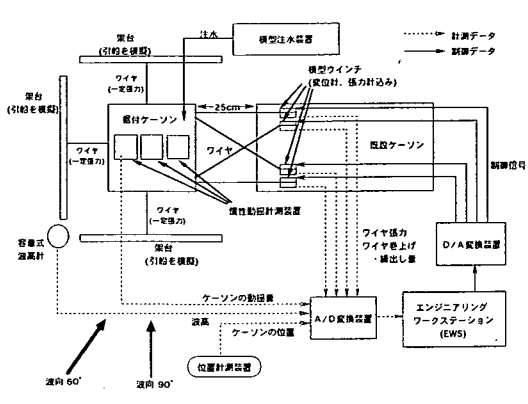 架台
(引船を模擬)
注水
模型注水装置
計測データ
制御データ
架台
(引船を模擬)
ワイヤ
(一定張力)
模型ウインチ
(変位計、張力計込み)
25cm
据付ケーソン
既設ケーソン
ワイヤ
(一定張力)
ワイヤ
制御信号
慣性動揺計測装置
ワイヤ
(一定張力)
容量式
波高計
架台
(引船を模擬)
ワイヤ張力
ワイヤ巻上げ
・繰出し量
D/A変換装置
ケーソンの動揺量
波高
ケーソンの位置
A/D変換装置
エンジニアリング
ワークステーション
(EWS)
位置計測装置
波向60°
波向90°